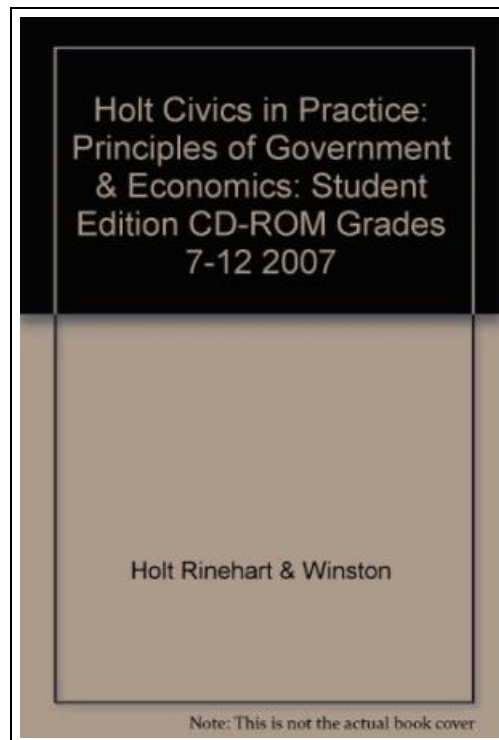 Holt Civics in Practice:
Principles of Government
& Economics: Student
Edition CD-ROM Grades
7-12 2007
Holt Rinehart & Winston
Note: This is not the actual book cover